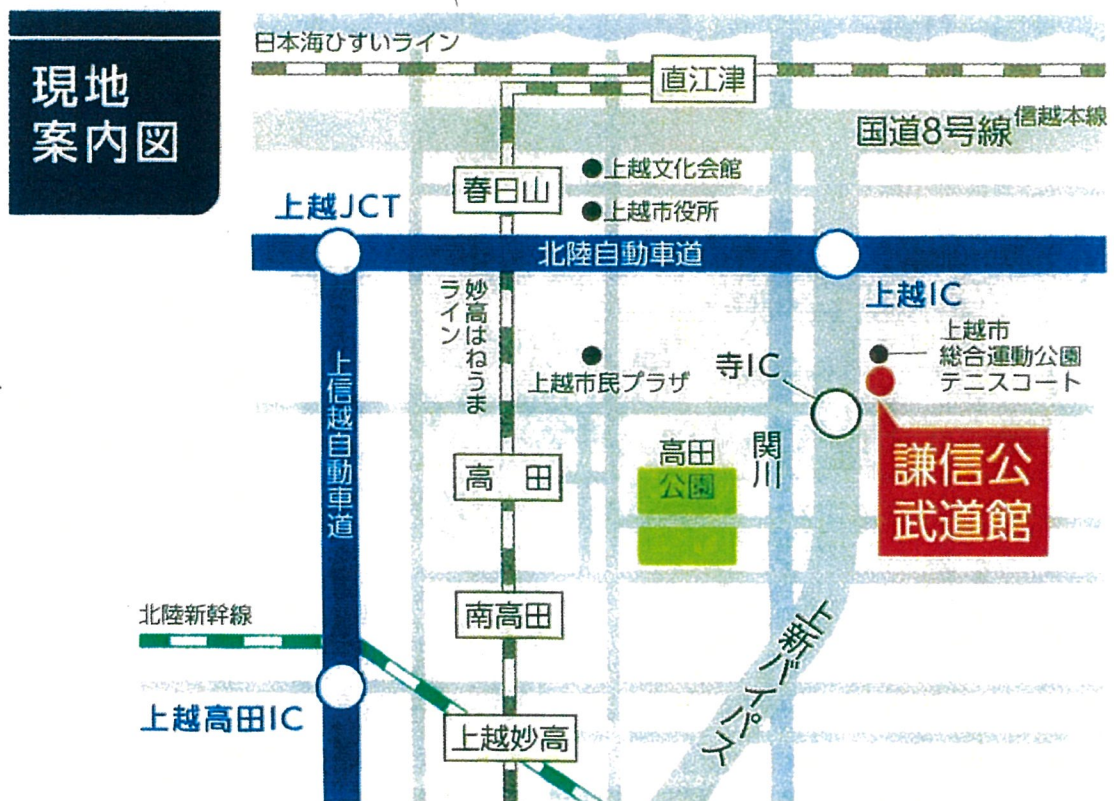 現地
案内図
日本海ひすいライン
直江津
国道8号線
信越本線
春日山
上越文化会館
上越市役所
上越JCT
北陸自動車道
上越IC
妙高はねうま
ライン
上越市民プラザ
寺IC
上越市
総合運動公園
テニスコート
上信越自動車道
高田
高田
公園
関川
謙信公
武道館
北陸新幹線
南高田
上新バイパス
上越高田IC
上越妙高